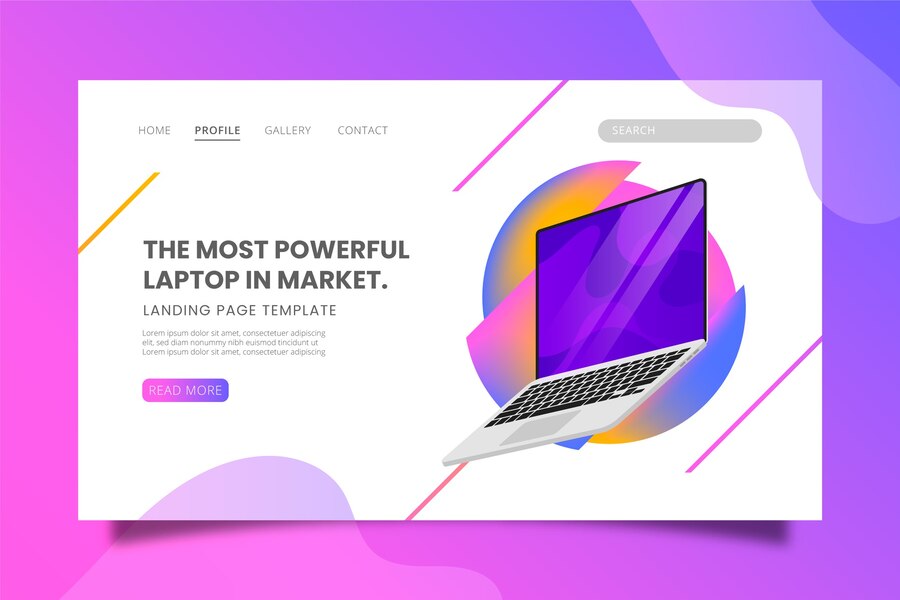 HOME PROFILE GALLERY CONTACT SEARCH
THE MOST POWERFUL
LAPTOP IN MARKET.
LANDING PAGE TEMPLATE
Lorem ipsum dolor sit amet, consectetuer adipiscing
elit, sed diam nonummy nibh euismod tincidunt ut
Lorem ipsum dolor sit amet, consectetuer adipiscing
READ MORE